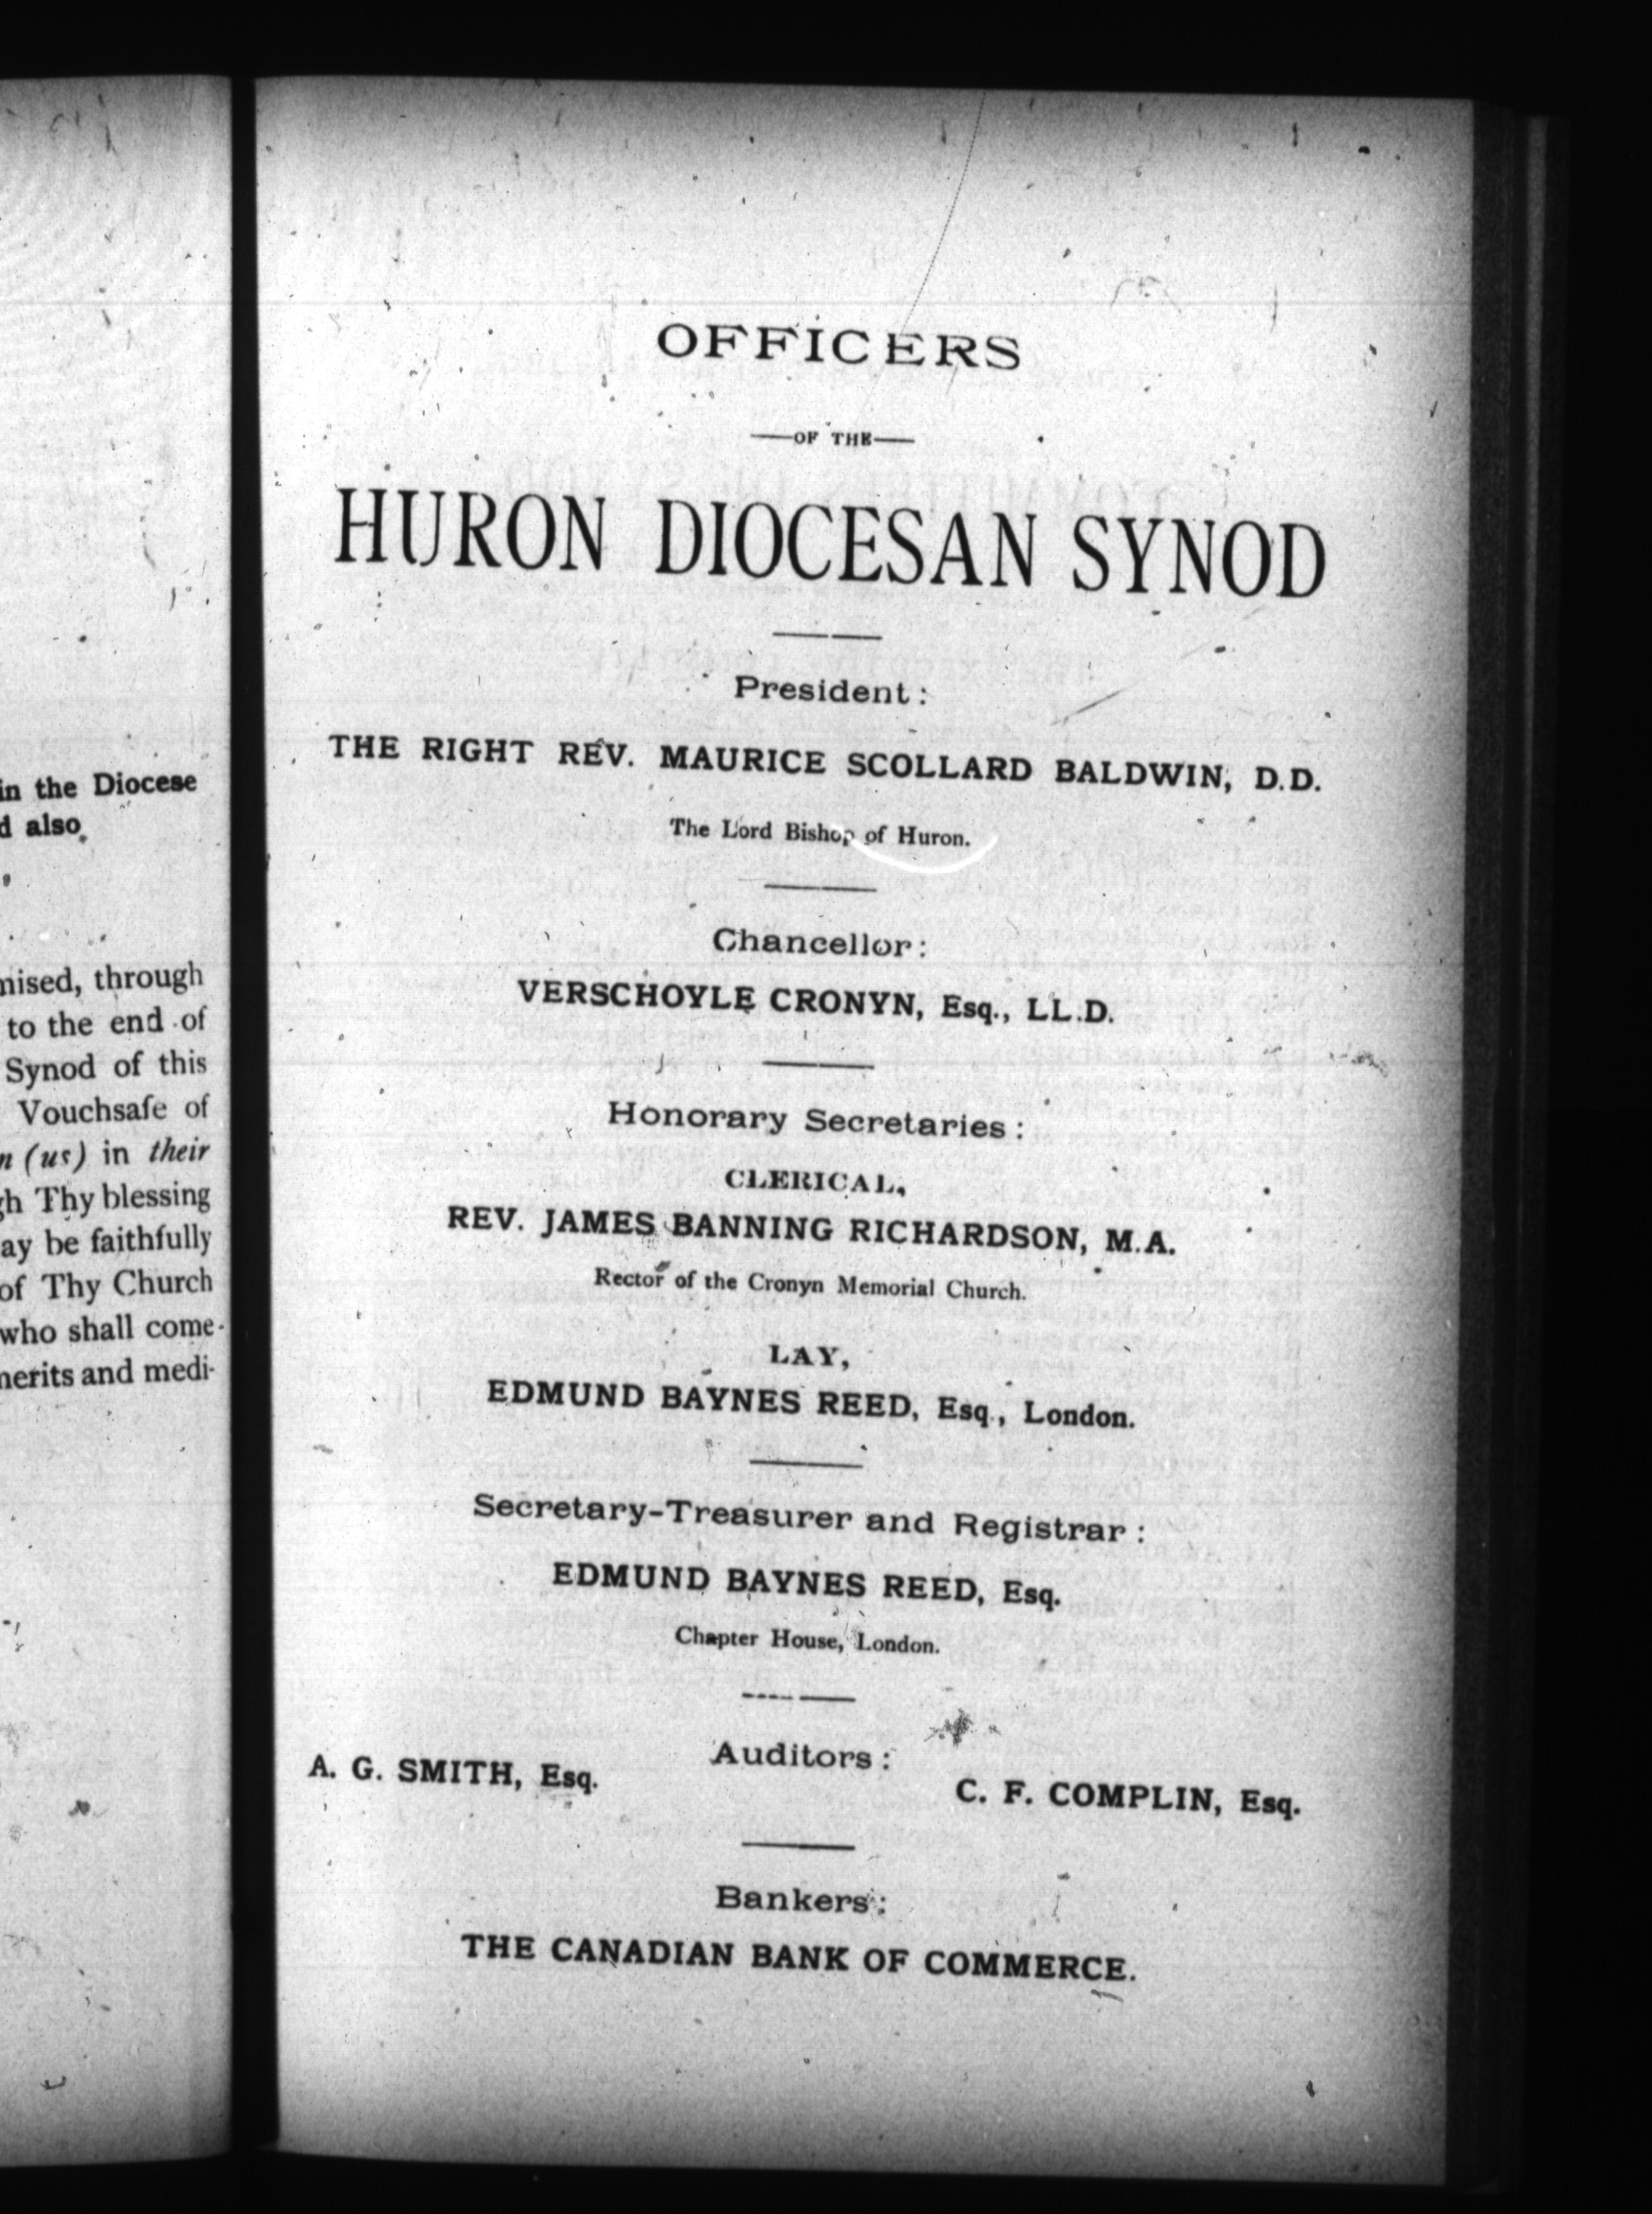 in the Diocese
also
through
to the end of
Synod of this
Vouchsafe of
(us) in their
Thy blessing
be faithfully
of Thy Church
who shall come
and medi-
OFFICERS
—OF THE—
HURON DIOCESAN SYNOD
President:
THE RIGHT REV. MAURICE SCOLLARD BALDWIN, D.D.
The Lord Bishop of Huron.
Chancellor:
VERSCHOYLE CRONYN, Esq., LL.D.
Honorary Secretaries:
CLERICAL,
REV. JAMES BANNING RICHARDSON, M.A.
Rector of the Cronyn Memorial Church.
LAY,
EDMUND BAYNES REED, Esq., London.
Secretary-Treasurer and Registrar:
EDMUND BAYNES REED, Esq.
Chapter House, London.
Auditors:
A. G. SMITH, Esq. C. F. COMPLIN, Esq.
Bankers:
THE CANADIAN BANK OF COMMERCE.